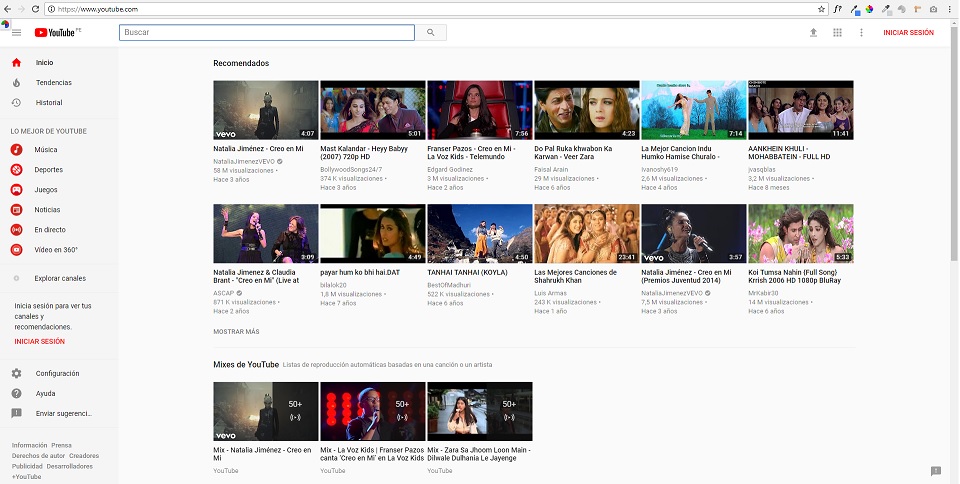 https://www.youtube.com
YouTube PE
Buscar
INICIAR SESIÓN
Inicio
Tendencias
Historial
LO MEJOR DE YOUTUBE
Música
Deportes
Juegos
Noticias
En directo
Vídeo en 360°
Explorar canales
Inicia sesión para ver tus
canales y
recomendaciones.
INICIAR SESIÓN
Configuración
Ayuda
Enviar sugerenci...
Información Prensa
Derechos de autor Creadores
Publicidad Desarrolladores
+YouTube
Recomendados
vevo
4:07
Natalia Jiménez - Creo en Mi
NataliaJimenezVEVO
58 M visualizaciones •
Hace 3 años
5:01
Mast Kalandar - Heyy Babyy
(2007) 720p HD
BollywoodSongs24/7
374 K visualizaciones •
Hace 3 años
7:56
Franser Pazos - Creo en Mi -
La Voz Kids - Telemundo
Edgard Godinez
3 M visualizaciones •
Hace 2 años
4:23
Do Pal Ruka khwabon Ka
Karwan - Veer Zara
Faisal Arain
29 M visualizaciones •
Hace 6 años
7:14
La Mejor Cancion Indu
Humko Hamise Churalo -
Ivanoshy619
2,6 M visualizaciones •
Hace 4 años
11:41
AANKHEIN KHULI -
MOHABBATEIN - FULL HD
jvasqblas
3,2 M visualizaciones •
Hace 8 meses
3:09
Natalia Jimenez & Claudia
Brant - "Creo en Mi" (Live at
ASCAP
871 K visualizaciones •
Hace 2 años
4:49
payar hum ko bhi hai.DAT
bilalok20
1,8 M visualizaciones •
Hace 7 años
4:50
TANHAI TANHAI (KOYLA)
BestOfMadhuri
522 K visualizaciones •
Hace 6 años
23:41
Las Mejores Canciones de
Shahrukh Khan
Luis Armas
243 K visualizaciones •
Hace 1 año
vevo
3:57
Natalia Jiménez - Creo en Mi
(Premios Juventud 2014)
NataliaJimenezVEVO
7,5 M visualizaciones •
Hace 3 años
5:33
Koi Tumsa Nahin {Full Song}
Krrish 2006 HD 1080p BluRay
MrKabir30
14 M visualizaciones •
Hace 6 años
MOSTRAR MÁS
Mixes de YouTube Listas de reproducción automáticas basadas en una canción o un artista
vevo
50+
Mix - Natalia Jiménez - Creo en
Mi
YouTube
50+
Mix - La Voz Kids | Franser Pazos
canta 'Creo en Mi' en La Voz Kids
YouTube
50+
Mix - Zara Sa Jhoom Loon Main -
Dilwale Dulhania Le Jayenge
YouTube